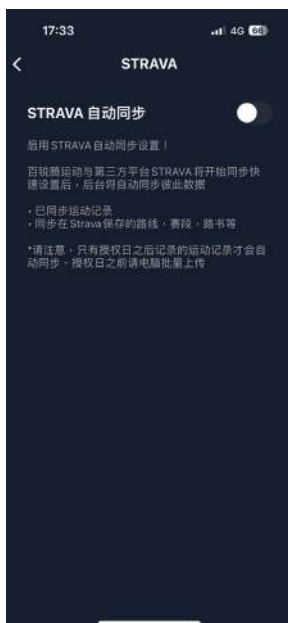 17:33
4G 66
STRAVA
STRAVA 自动同步
启用 STRAVA 自动同步设置！
百锐腾运动与第三方平台 STRAVA 将开始同步快
速设置后，后台将自动同步彼此数据
·已同步运动记录
·同步在 Strava 保存的路线，赛段，路书等
*请注意，只有授权日之后记录的运动记录才会自
动同步，授权日之前请电脑批量上传